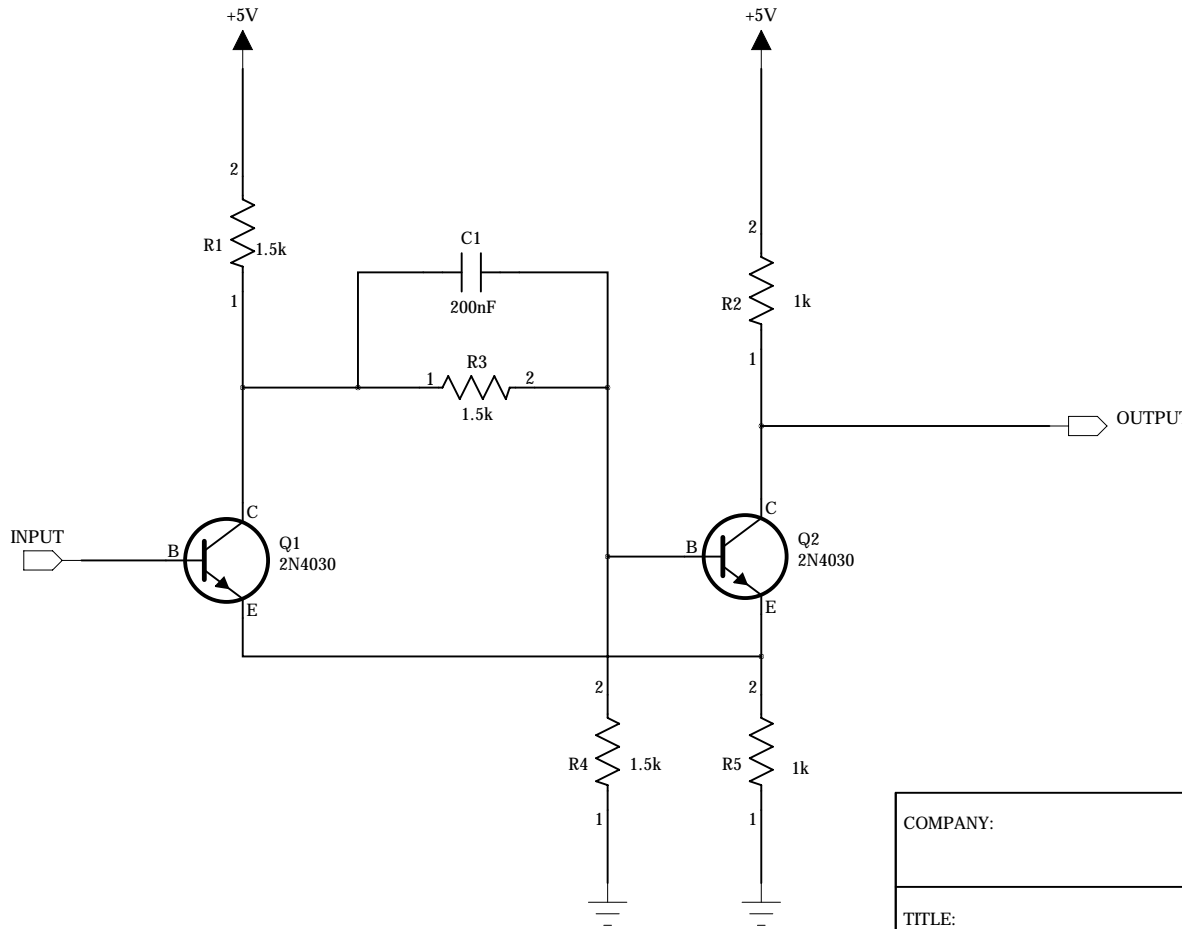 +5V
+5V
2
R1
1.5k
1
C1
200nF
1
R3
2
1.5k
2
R2
1k
1
OUTPUT
INPUT
B
C
Q1
2N4030
E
B
C
Q2
2N4030
E
2
R4
1.5k
1
2
R5
1k
1
COMPANY:
TITLE: